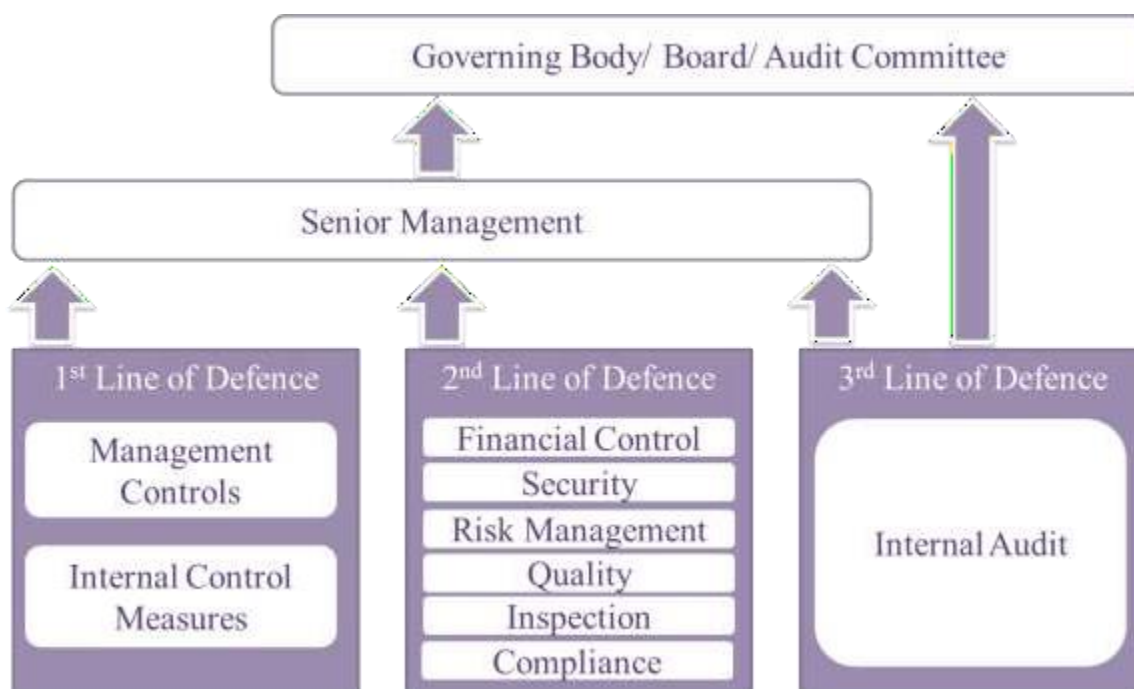 Governing Body/ Board/ Audit Committee
Senior Management
1st Line of Defence
Management
Controls
Internal Control
Measures
2nd Line of Defence
Financial Control
Security
Risk Management
Quality
Inspection
Compliance
3rd Line of Defence
Internal Audit